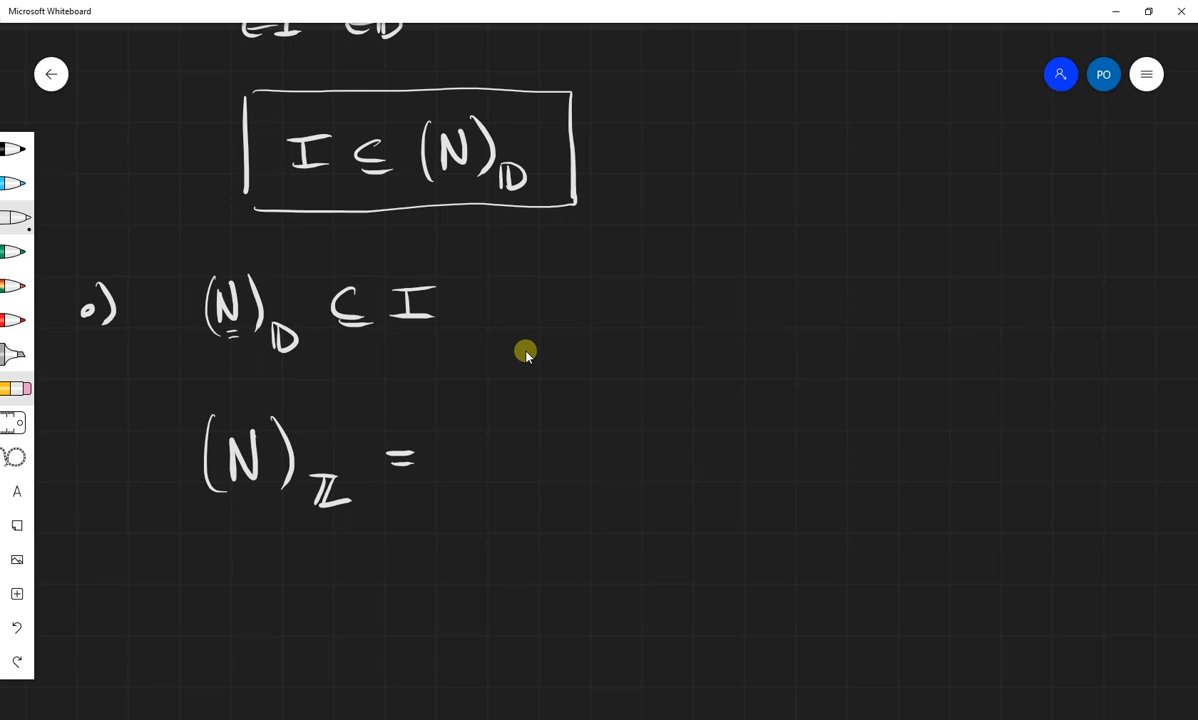 Microsoft Whiteboard
∈I ∈𝔻
PO
I ⊆ (N)_𝔻
•) (N)_𝔻 ⊆ I
(N)_ℤ =
A